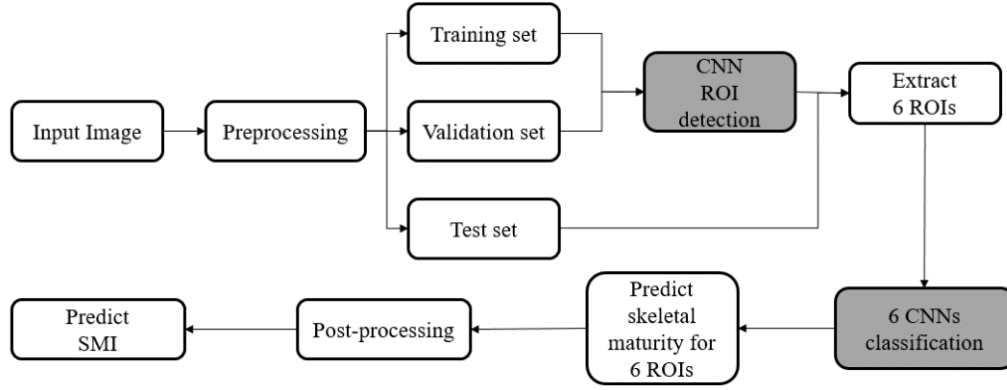 Input Image
Preprocessing
Training set
Validation set
Test set
CNN
ROI
detection
Extract
6 ROIs
6 CNNs
classification
Predict
skeletal
maturity for
6 ROIs
Post-processing
Predict
SMI